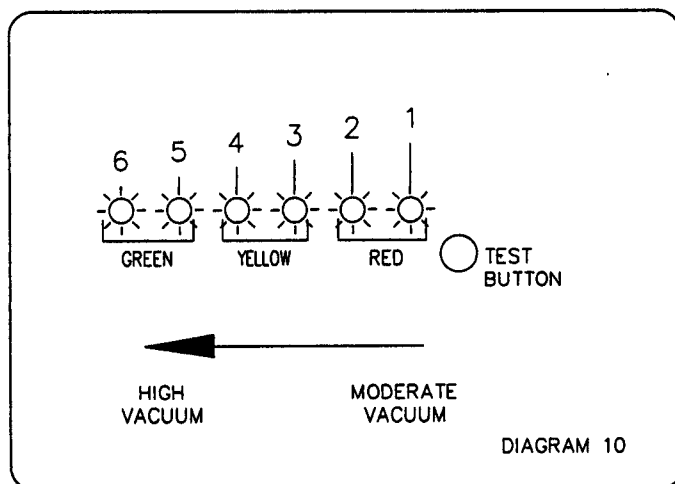 6 5 4 3 2 1
GREEN YELLOW RED
TEST
BUTTON
HIGH
VACUUM
MODERATE
VACUUM
DIAGRAM 10